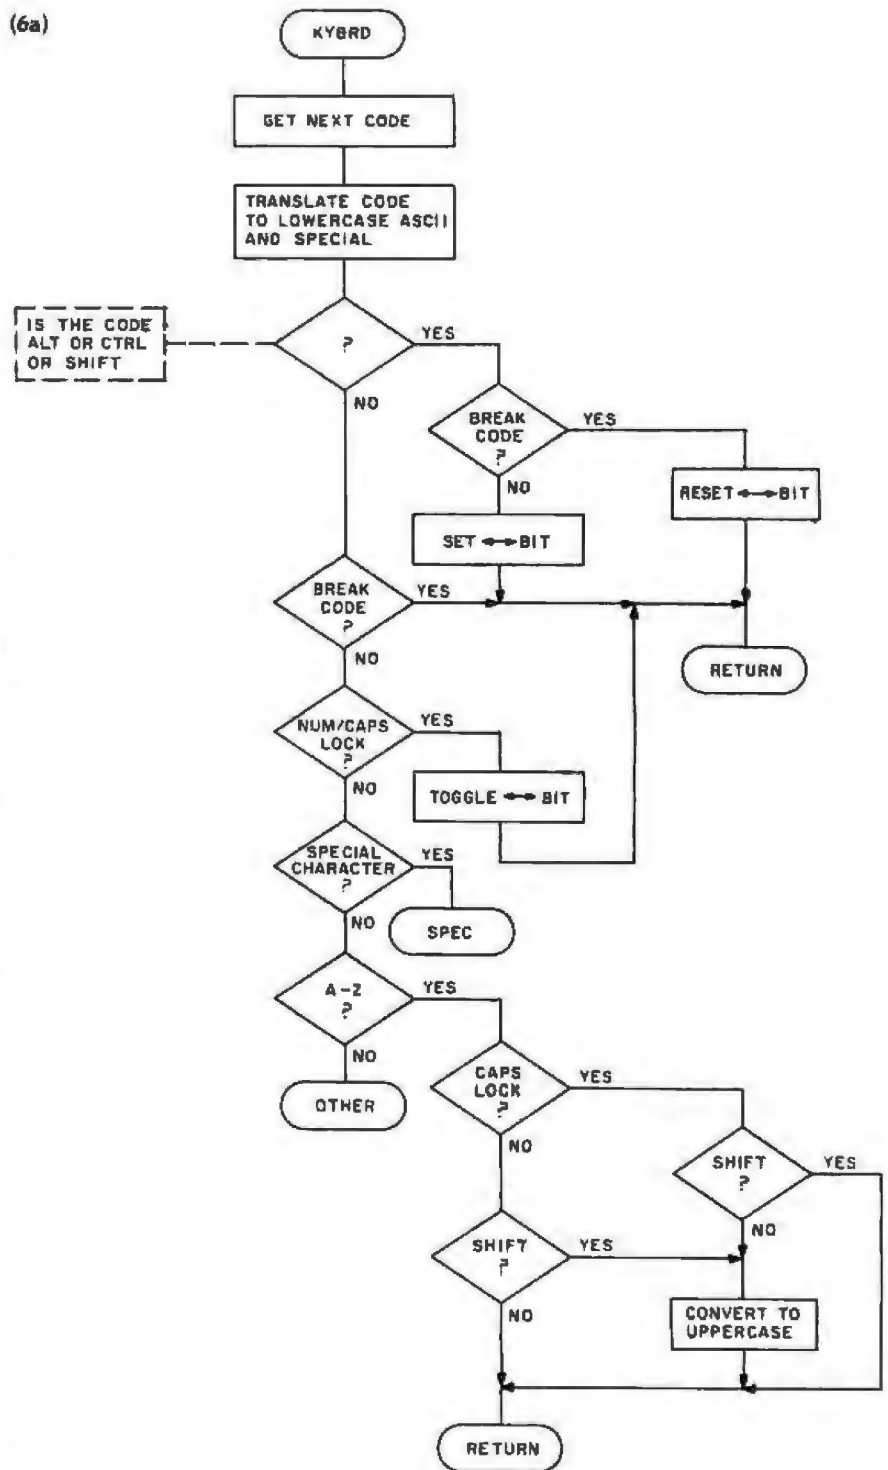 (6a)
KYBRD
GET NEXT CODE
TRANSLATE CODE
TO LOWERCASE ASCII
AND SPECIAL
IS THE CODE
ALT OR CTRL
OR SHIFT
?
YES
NO
BREAK
CODE
?
YES
NO
RESET ↔ BIT
SET ↔ BIT
BREAK
CODE
?
YES
NO
RETURN
NUM/CAPS
LOCK
?
YES
NO
TOGGLE ↔ BIT
SPECIAL
CHARACTER
?
YES
NO
SPEC
A-Z
?
YES
NO
OTHER
CAPS
LOCK
?
YES
NO
SHIFT
?
YES
NO
SHIFT
?
YES
NO
CONVERT TO
UPPERCASE
RETURN